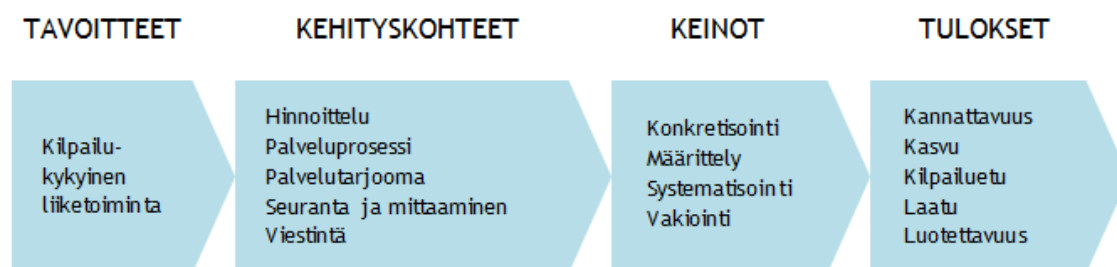 TAVOITTEET
KEHITYSKOHTEET
KEINOT
TULOKSET
Kilpailu-
kykyinen
liiketoiminta
Hinnoittelu
Palveluprosessi
Palvelutarjooma
Seuranta ja mittaaminen
Viestintä
Konkretisointi
Määrittely
Systematisointi
Vakiointi
Kannattavuus
Kasvu
Kilpailuetu
Laatu
Luotettavuus